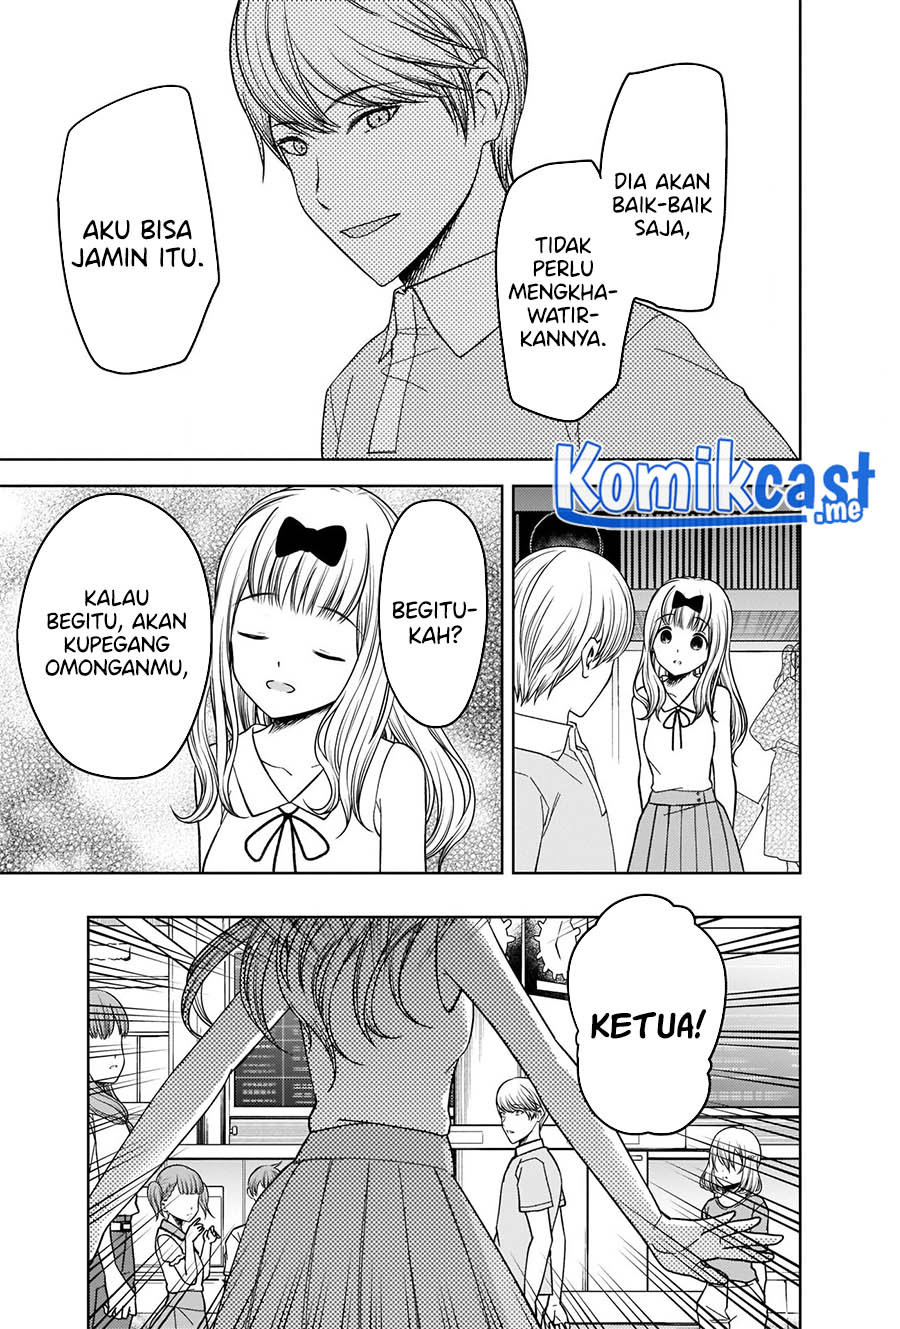 DIA AKAN
BAIK-BAIK
SAJA,
TIDAK
PERLU
MENGKHA-
WATIR-
KANNYA.
AKU BISA
JAMIN ITU.
Komikcast
.me
BEGITU-
KAH?
KALAU
BEGITU, AKAN
KUPEGANG
OMONGANMU,
KETUA!